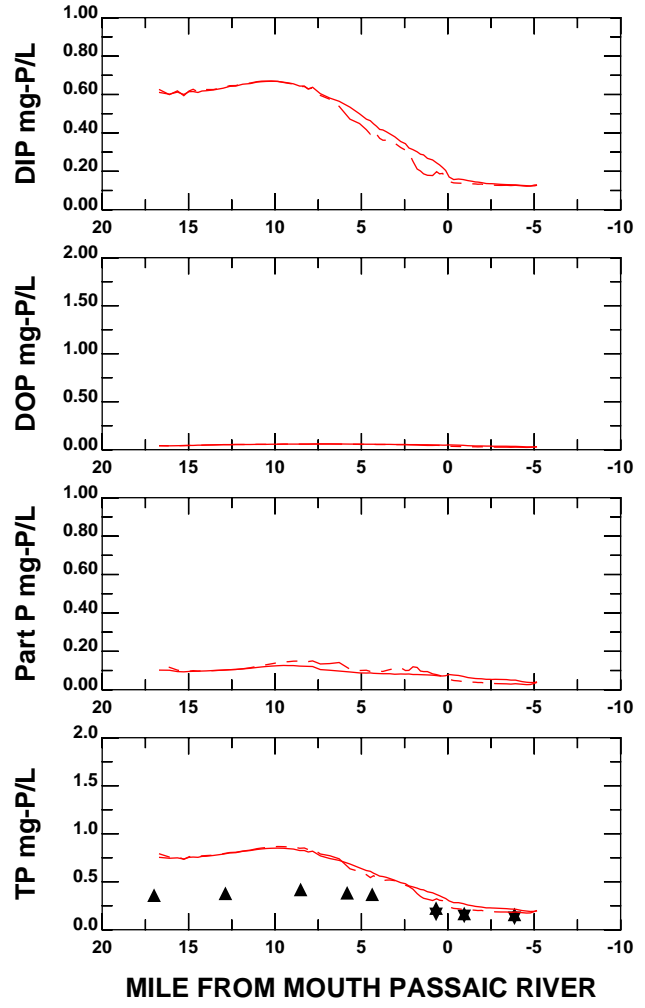 DIP mg-P/L
1.00
0.80
0.60
0.40
0.20
0.00
20 15 10 5 0 -5 -10
DOP mg-P/L
2.00
1.50
1.00
0.50
0.00
20 15 10 5 0 -5 -10
Part P mg-P/L
1.00
0.80
0.60
0.40
0.20
0.00
20 15 10 5 0 -5 -10
TP mg-P/L
2.0
1.5
1.0
0.5
0.0
20 15 10 5 0 -5 -10
MILE FROM MOUTH PASSAIC RIVER